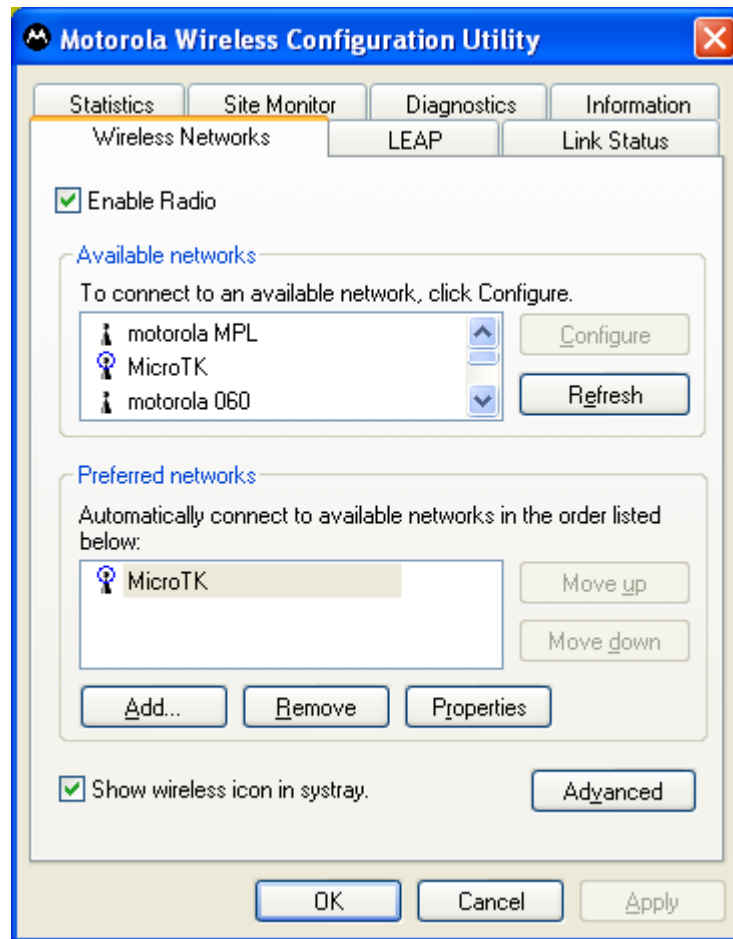 Motorola Wireless Configuration Utility
Statistics Site Monitor Diagnostics Information
Wireless Networks LEAP Link Status
Enable Radio
Available networks
To connect to an available network, click Configure.
motorola MPL
Configure
MicroTK
motorola 060
Refresh
Preferred networks
Automatically connect to available networks in the order listed
below:
MicroTK
Move up
Move down
Add... Remove Properties
Show wireless icon in systray.
Advanced
OK Cancel Apply